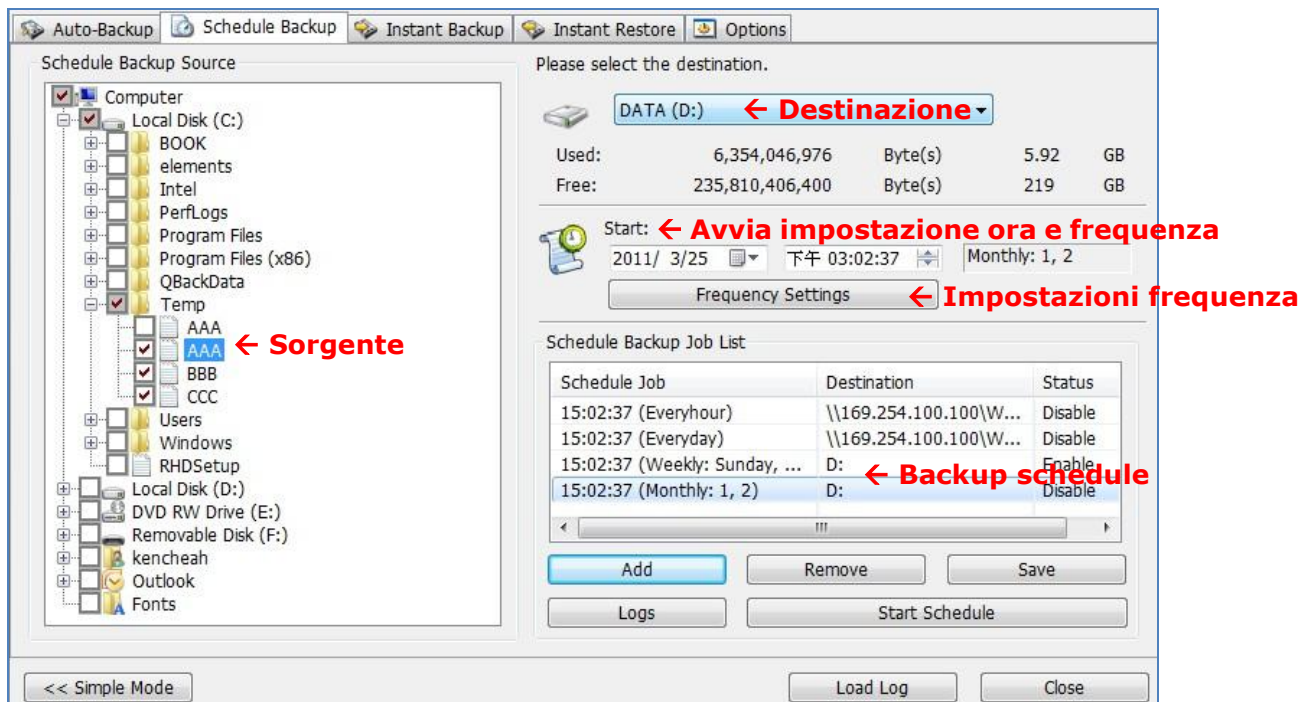 Auto-Backup Schedule Backup Instant Backup Instant Restore Options
Schedule Backup Source
Computer
Local Disk (C:)
BOOK
elements
Intel
PerfLogs
Program Files
Program Files (x86)
QBackData
Temp
AAA
AAA ← Sorgente
BBB
CCC
Users
Windows
RHDSetup
Local Disk (D:)
DVD RW Drive (E:)
Removable Disk (F:)
kencheah
Outlook
Fonts
Please select the destination.
DATA (D:) ← Destinazione
Used: 6,354,046,976 Byte(s) 5.92 GB
Free: 235,810,406,400 Byte(s) 219 GB
Start: ← Avvia impostazione ora e frequenza
2011/ 3/25 下午 03:02:37 Monthly: 1, 2
Frequency Settings ← Impostazioni frequenza
Schedule Backup Job List
Schedule Job Destination Status
15:02:37 (Everyhour) \\169.254.100.100\W... Disable
15:02:37 (Everyday) \\169.254.100.100\W... Disable
15:02:37 (Weekly: Sunday, ... D: Enable
← Backup schedule
15:02:37 (Monthly: 1, 2) D: Disable
Add Remove Save
Logs Start Schedule
<< Simple Mode Load Log Close